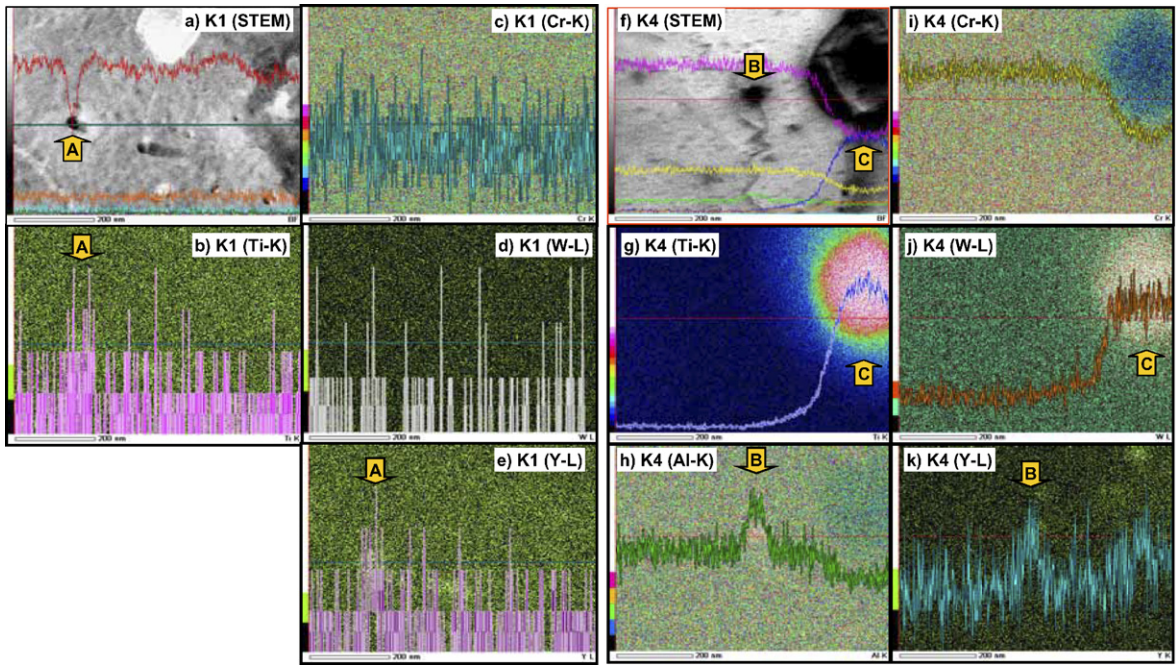 a) K1 (STEM)
A
200 nm
BF
c) K1 (Cr-K)
200 nm
Cr K
f) K4 (STEM)
B
C
200 nm
BF
i) K4 (Cr-K)
200 nm
Cr K
b) K1 (Ti-K)
A
200 nm
Ti K
d) K1 (W-L)
200 nm
W L
g) K4 (Ti-K)
C
200 nm
Ti K
j) K4 (W-L)
C
200 nm
W L
e) K1 (Y-L)
A
200 nm
Y L
h) K4 (Al-K)
B
200 nm
Al K
k) K4 (Y-L)
B
200 nm